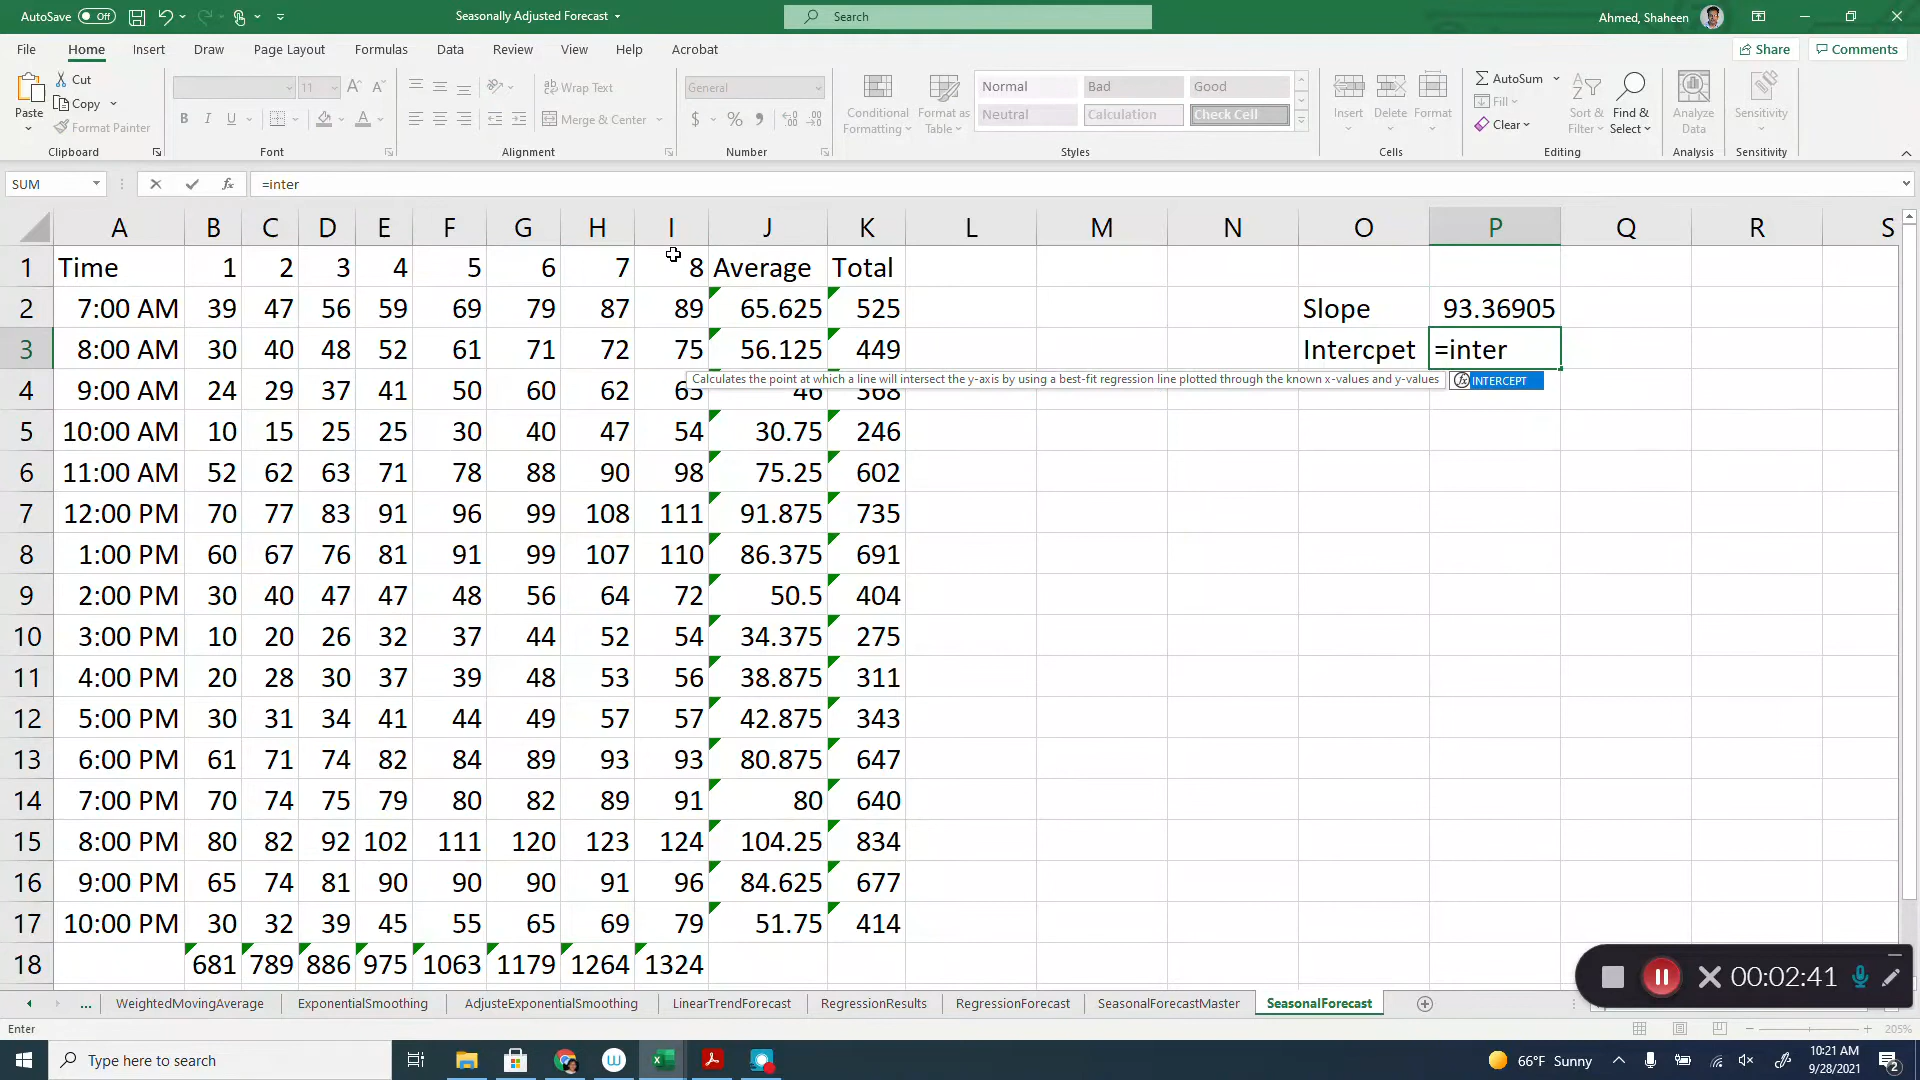 AutoSave Off Seasonally Adjusted Forecast Search Ahmed, Shaheen
File Home Insert Draw Page Layout Formulas Data Review View Help Acrobat Share Comments
Paste Cut Copy Format Painter 11 A A B I U A ab Wrap Text Merge & Center General $ % Conditional Formatting Format as Table Normal Bad Good Neutral Calculation Check Cell Insert Delete Format AutoSum Fill Clear Sort & Filter Find & Select Analyze Data Sensitivity
Clipboard Font Alignment Number Styles Cells Editing Analysis Sensitivity
SUM fx =inter
A B C D E F G H I J K L M N O P Q R S
1 Time 1 2 3 4 5 6 7 8 Average Total
2 7:00 AM 39 47 56 59 69 79 87 89 65.625 525 Slope 93.36905
3 8:00 AM 30 40 48 52 61 71 72 75 56.125 449 Intercpet =inter
Calculates the point at which a line will intersect the y-axis by using a best-fit regression line plotted through the known x-values and y-values fx INTERCEPT
4 9:00 AM 24 29 37 41 50 60 62 65 46 368
5 10:00 AM 10 15 25 25 30 40 47 54 30.75 246
6 11:00 AM 52 62 63 71 78 88 90 98 75.25 602
7 12:00 PM 70 77 83 91 96 99 108 111 91.875 735
8 1:00 PM 60 67 76 81 91 99 107 110 86.375 691
9 2:00 PM 30 40 47 47 48 56 64 72 50.5 404
10 3:00 PM 10 20 26 32 37 44 52 54 34.375 275
11 4:00 PM 20 28 30 37 39 48 53 56 38.875 311
12 5:00 PM 30 31 34 41 44 49 57 57 42.875 343
13 6:00 PM 61 71 74 82 84 89 93 93 80.875 647
14 7:00 PM 70 74 75 79 80 82 89 91 80 640
15 8:00 PM 80 82 92 102 111 120 123 124 104.25 834
16 9:00 PM 65 74 81 90 90 90 91 96 84.625 677
17 10:00 PM 30 32 39 45 55 65 69 79 51.75 414
18 681 789 886 975 1063 1179 1264 1324
00:02:41
... WeightedMovingAverage ExponentialSmoothing AdjusteExponentialSmoothing LinearTrendForecast RegressionResults RegressionForecast SeasonalForecastMaster SeasonalForecast
Enter 205%
Type here to search 66°F Sunny 10:21 AM
9/28/2021 2